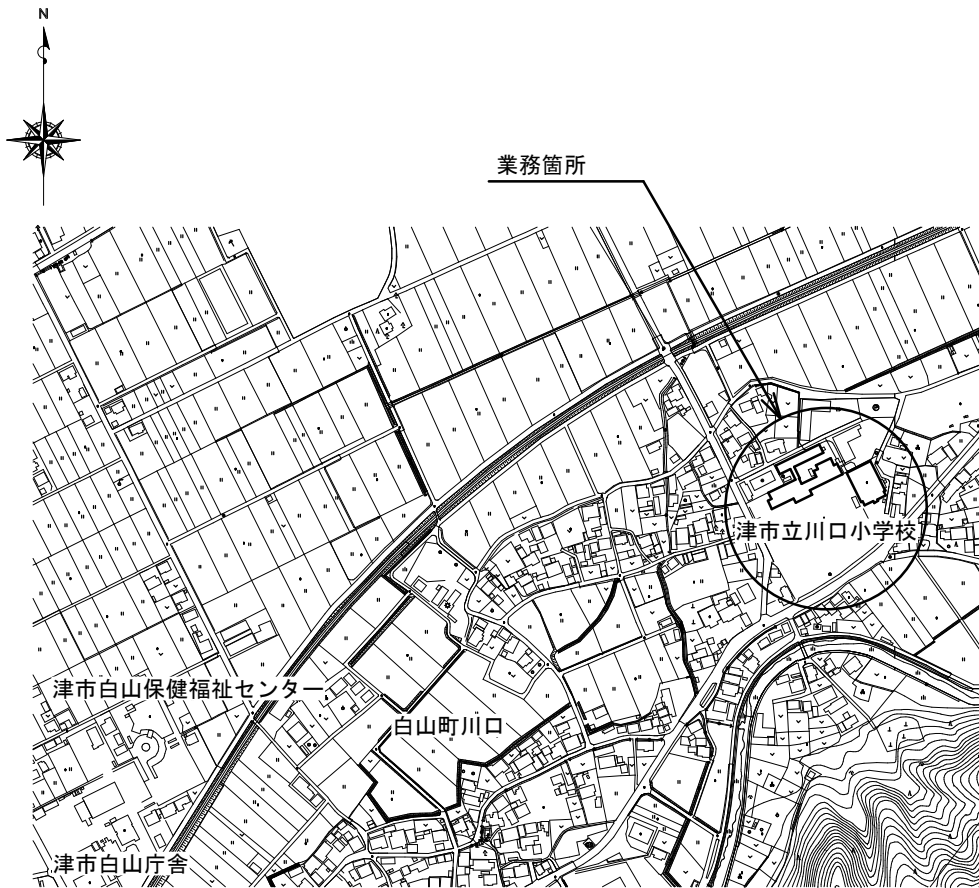 N
業務箇所
津市立川口小学校
津市白山保健福祉センター
白山町川口
津市白山庁舎